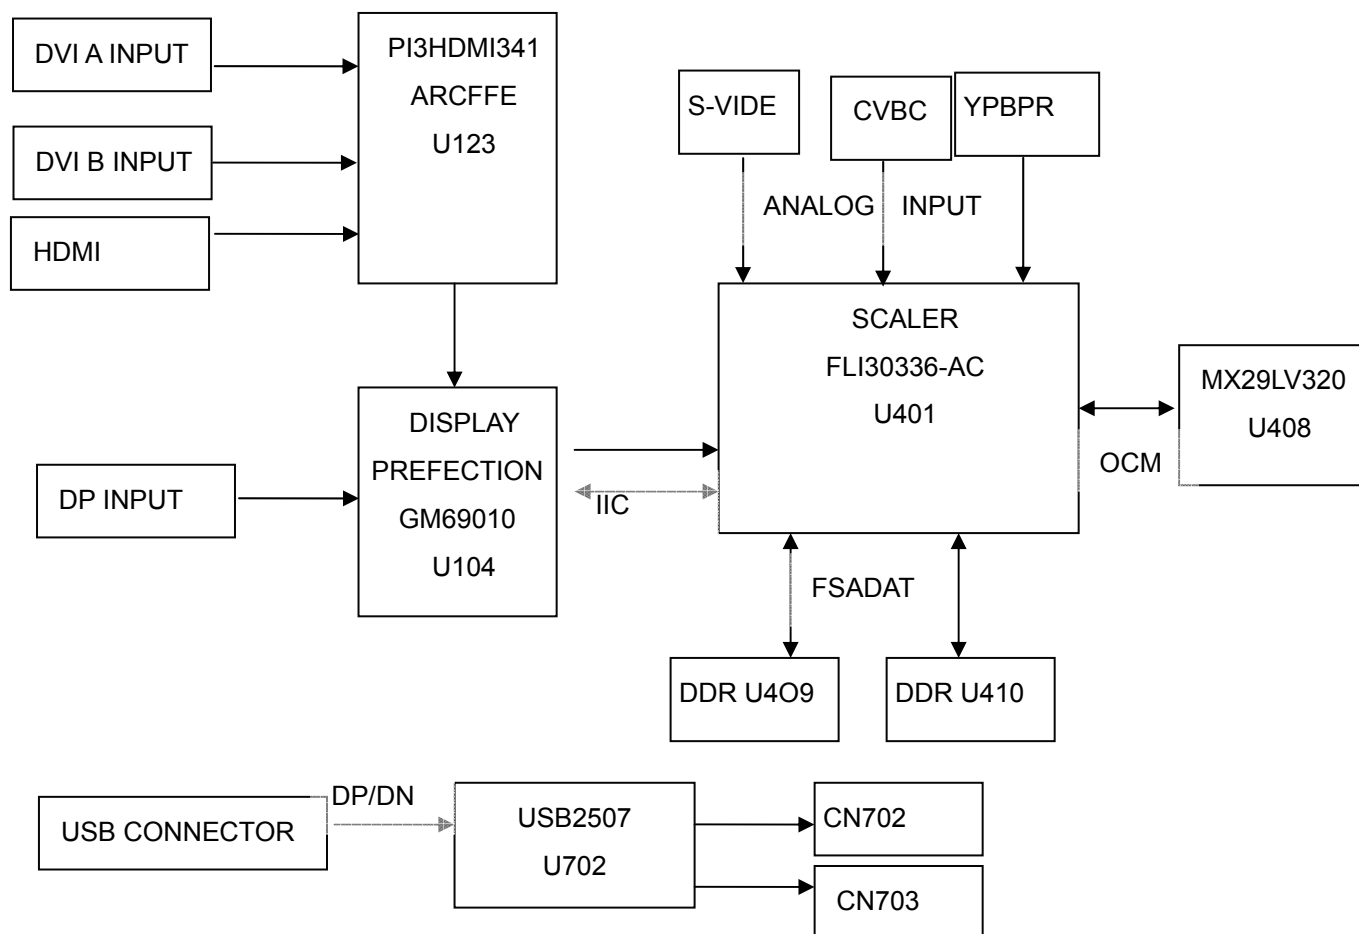 DVI A INPUT
DVI B INPUT
HDMI
PI3HDMI341
ARCFFE
U123
S-VIDE
CVBC
YPBPR
ANALOG
INPUT
SCALER
FLI30336-AC
U401
MX29LV320
U408
OCM
DISPLAY
PREFECTION
GM69010
U104
DP INPUT
IIC
FSADAT
DDR U4O9
DDR U410
USB CONNECTOR
DP/DN
USB2507
U702
CN702
CN703